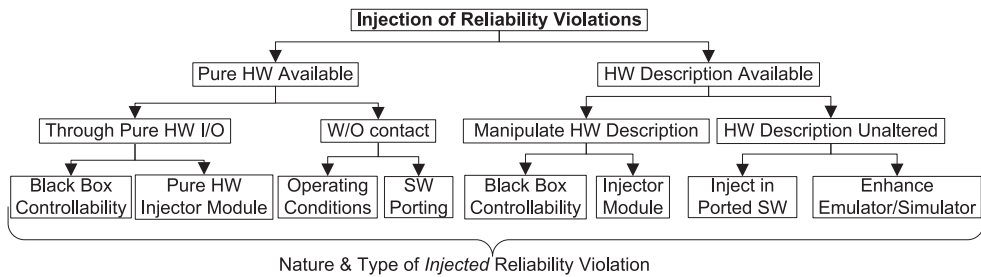 Injection of Reliability Violations
Pure HW Available
HW Description Available
Through Pure HW I/O
W/O contact
Manipulate HW Description
HW Description Unaltered
Black Box
Controllability
Pure HW
Injector Module
Operating
Conditions
SW
Porting
Black Box
Controllability
Injector
Module
Inject in
Ported SW
Enhance
Emulator/Simulator
Nature & Type of Injected Reliability Violation